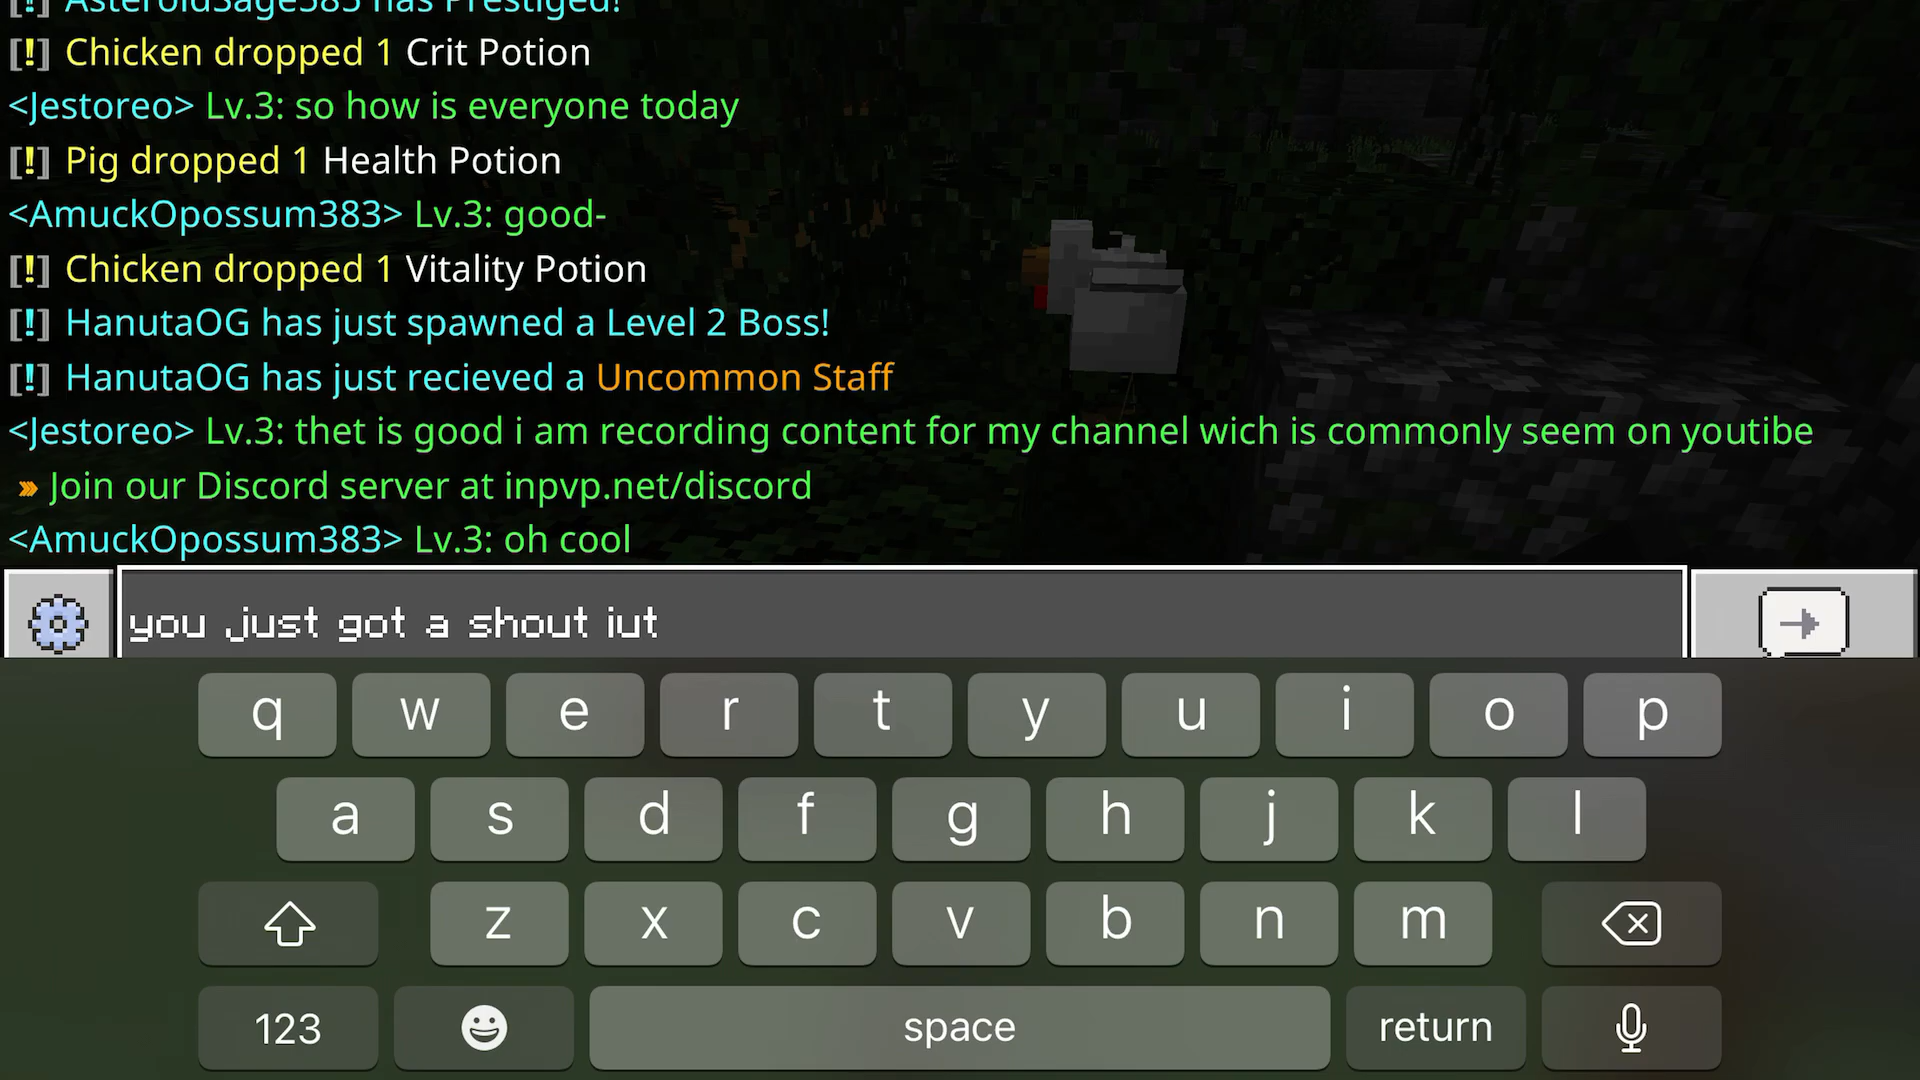 [!] AsteroidSage385 has Prestiged!
[!] Chicken dropped 1 Crit Potion
<Jestoreo> Lv.3: so how is everyone today
[!] Pig dropped 1 Health Potion
<AmuckOpossum383> Lv.3: good-
[!] Chicken dropped 1 Vitality Potion
[!] HanutaOG has just spawned a Level 2 Boss!
[!] HanutaOG has just recieved a Uncommon Staff
<Jestoreo> Lv.3: thet is good i am recording content for my channel wich is commonly seem on youtibe
»» Join our Discord server at inpvp.net/discord
<AmuckOpossum383> Lv.3: oh cool
you just got a shout iut
q w e r t y u i o p
a s d f g h j k l
z x c v b n m
123 space return